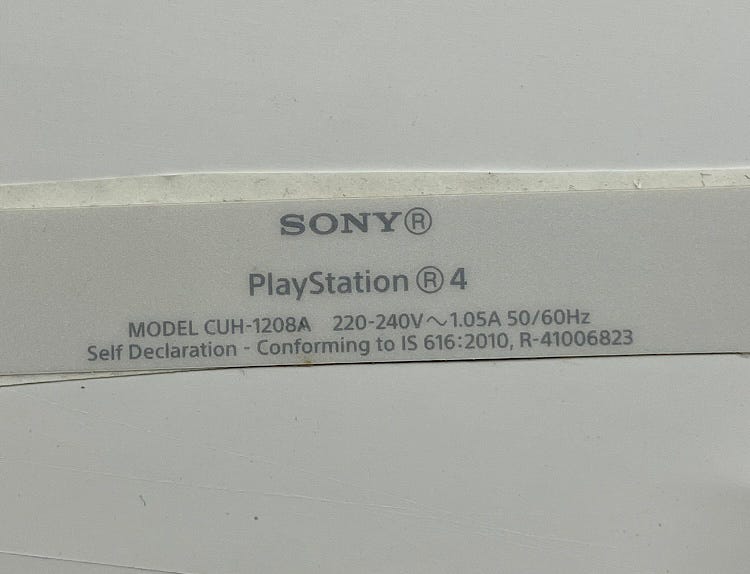 SONY®
PlayStation ® 4
MODEL CUH-1208A 220-240V～1.05A 50/60Hz
Self Declaration - Conforming to IS 616:2010, R-41006823